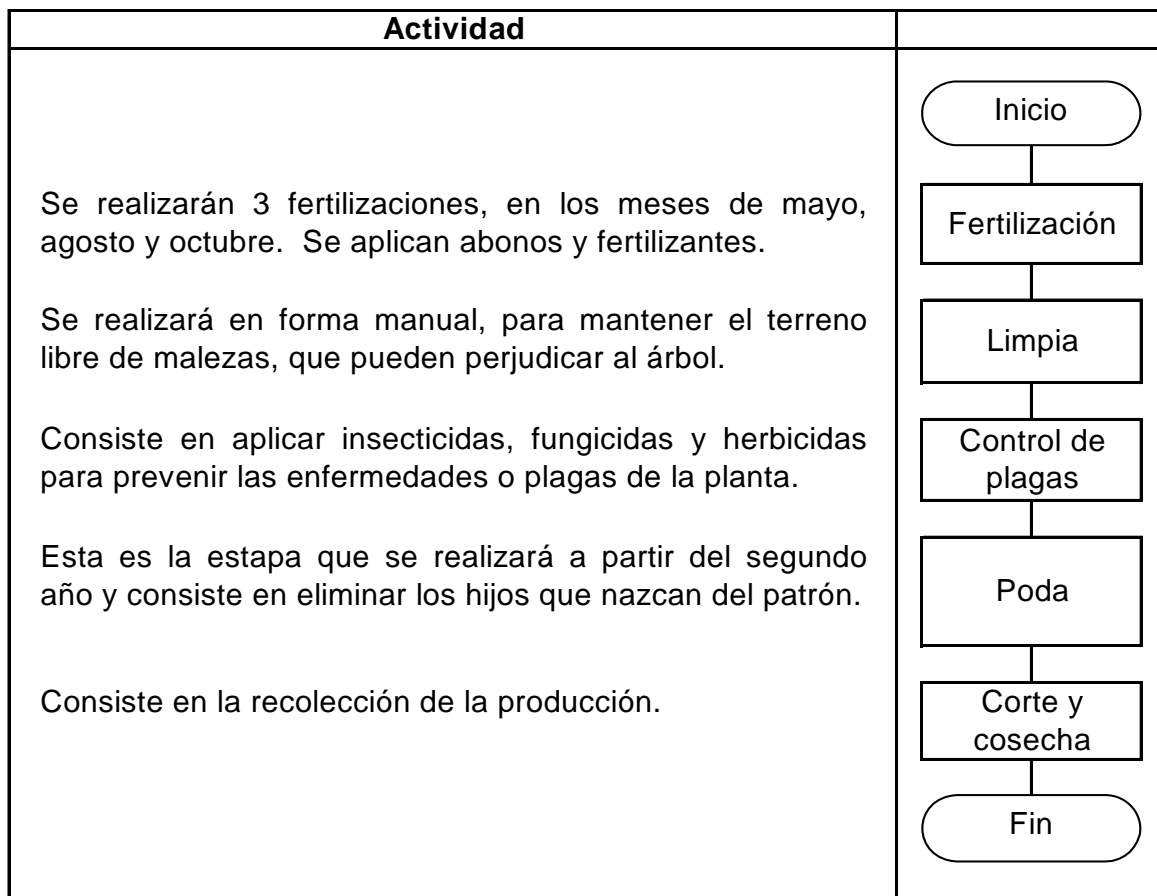 Actividad
Inicio
Se realizarán 3 fertilizaciones, en los meses de mayo,
agosto y octubre. Se aplican abonos y fertilizantes.
Fertilización
Se realizará en forma manual, para mantener el terreno
libre de malezas, que pueden perjudicar al árbol.
Limpia
Consiste en aplicar insecticidas, fungicidas y herbicidas
para prevenir las enfermedades o plagas de la planta.
Control de
plagas
Esta es la estapa que se realizará a partir del segundo
año y consiste en eliminar los hijos que nazcan del patrón.
Poda
Consiste en la recolección de la producción.
Corte y
cosecha
Fin